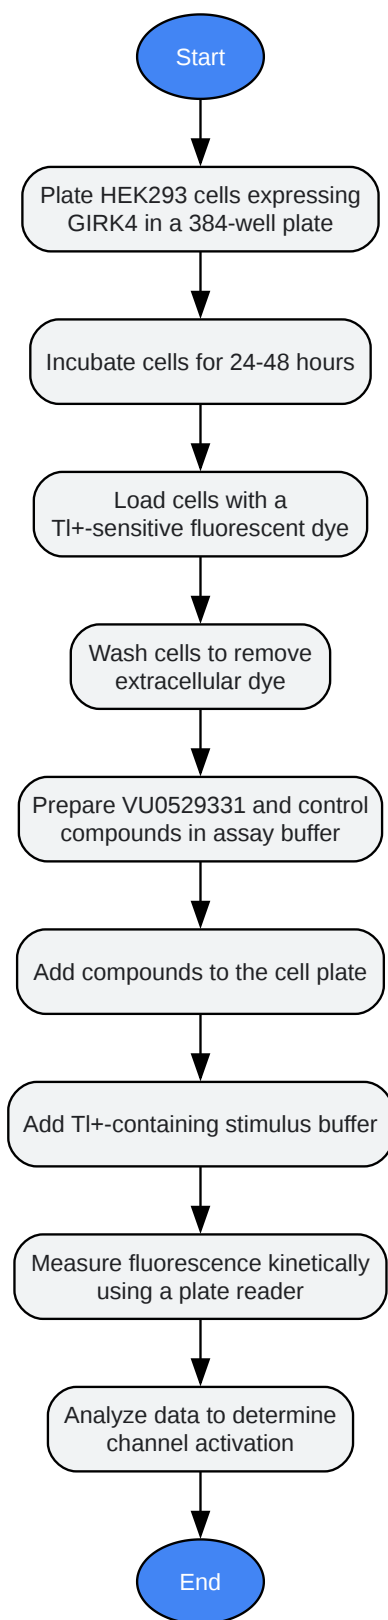 Start
Plate HEK293 cells expressing
GIRK4 in a 384-well plate
Incubate cells for 24-48 hours
Load cells with a
Tl+-sensitive fluorescent dye
Wash cells to remove
extracellular dye
Prepare VU0529331 and control
compounds in assay buffer
Add compounds to the cell plate
Add Tl+-containing stimulus buffer
Measure fluorescence kinetically
using a plate reader
Analyze data to determine
channel activation
End